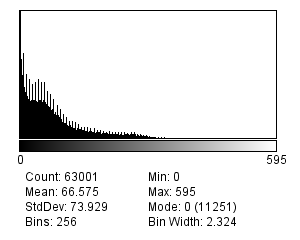 0 595
Count: 63001 Min: 0
Mean: 66.575 Max: 595
StdDev: 73.929 Mode: 0 (11251)
Bins: 256 Bin Width: 2.324